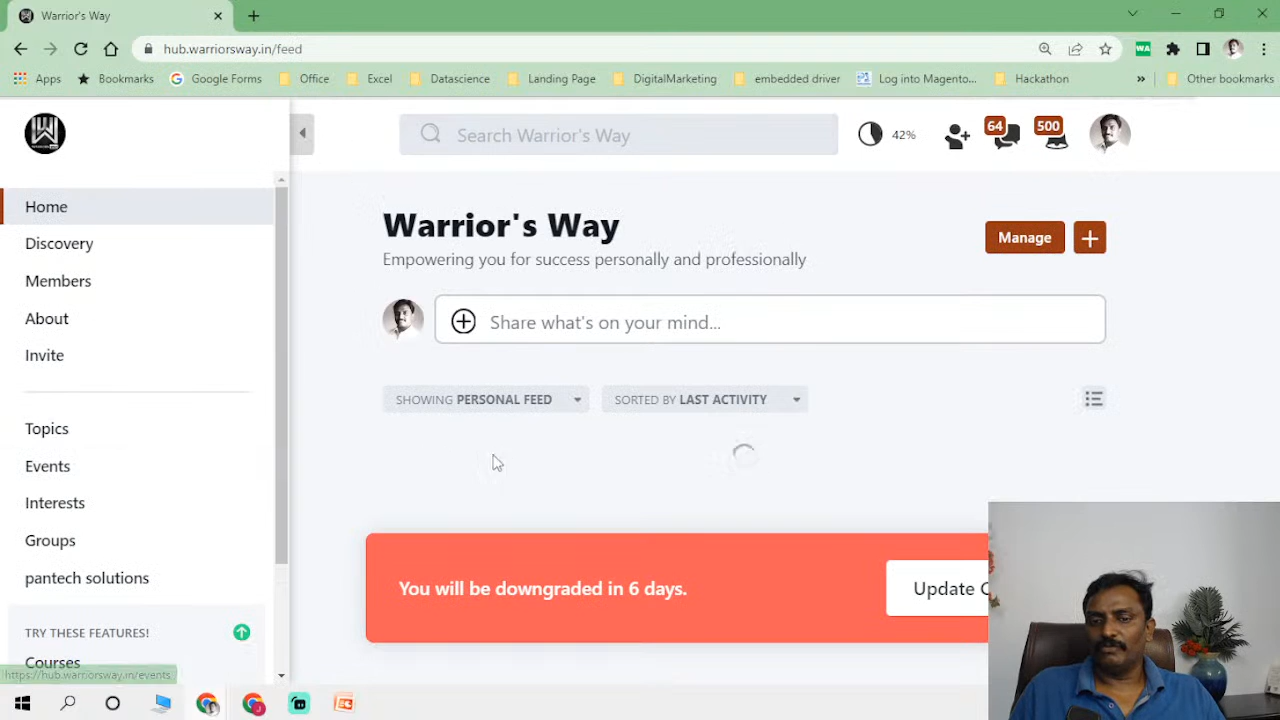 Warrior's Way
hub.warriorsway.in/feed
WA
Apps Bookmarks Google Forms Office Excel Datascience Landing Page DigitalMarketing embedded driver Log into Magento... Hackathon » Other bookmarks
Search Warrior's Way
42%
64
500
Home
Discovery
Members
About
Invite
Topics
Events
Interests
Groups
pantech solutions
TRY THESE FEATURES!
Courses
https://hub.warriorsway.in/events
Warrior's Way
Empowering you for success personally and professionally
Manage
Share what's on your mind...
SHOWING PERSONAL FEED
SORTED BY LAST ACTIVITY
You will be downgraded in 6 days.
Update